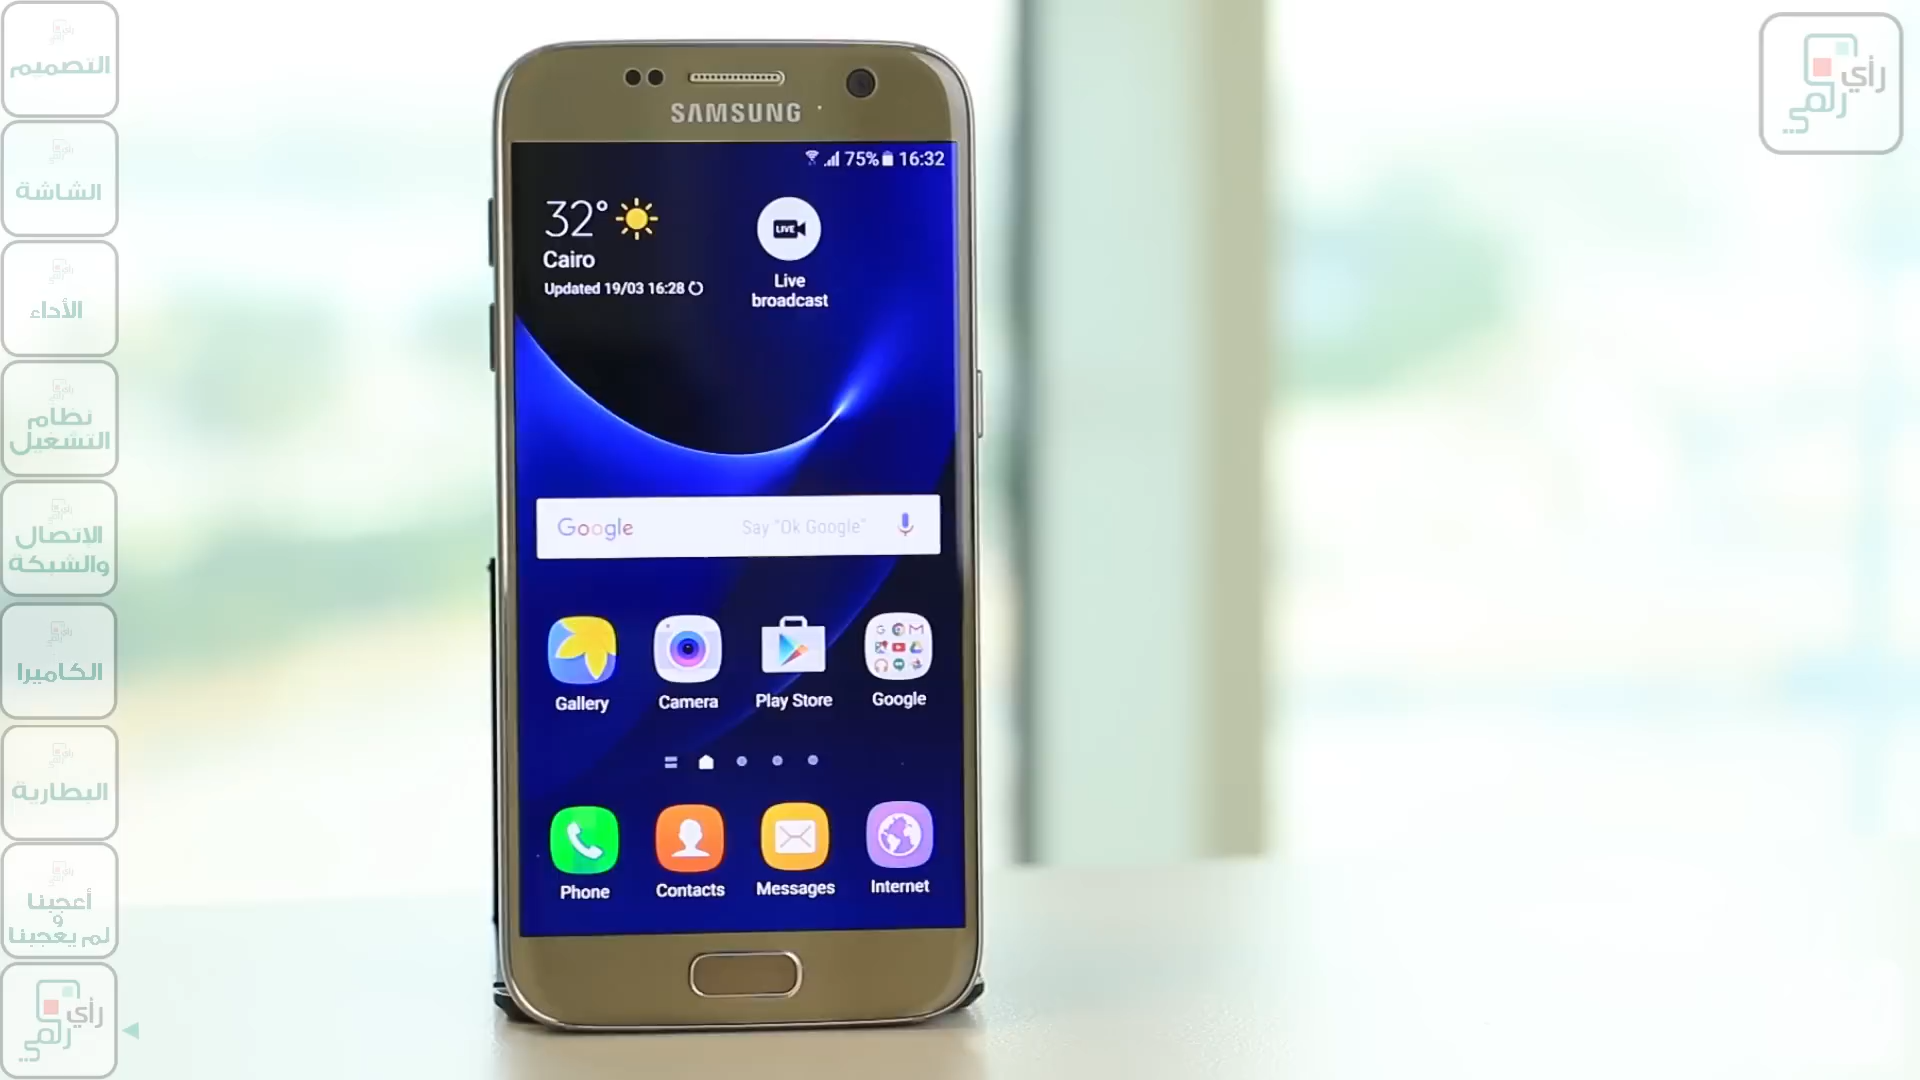 التصميم
الشاشة
الأداء
نظام
التشغيل
الإتصال
والشبكة
الكاميرا
البطارية
أعجبنا
و
لم يعجبنا
رأي
رقمي
رأي
رقمي
SAMSUNG
75% 16:32
32°
Cairo
Updated 19/03 16:28
LIVE
Live
broadcast
Google Say "Ok Google"
Gallery Camera Play Store Google
Phone Contacts Messages Internet